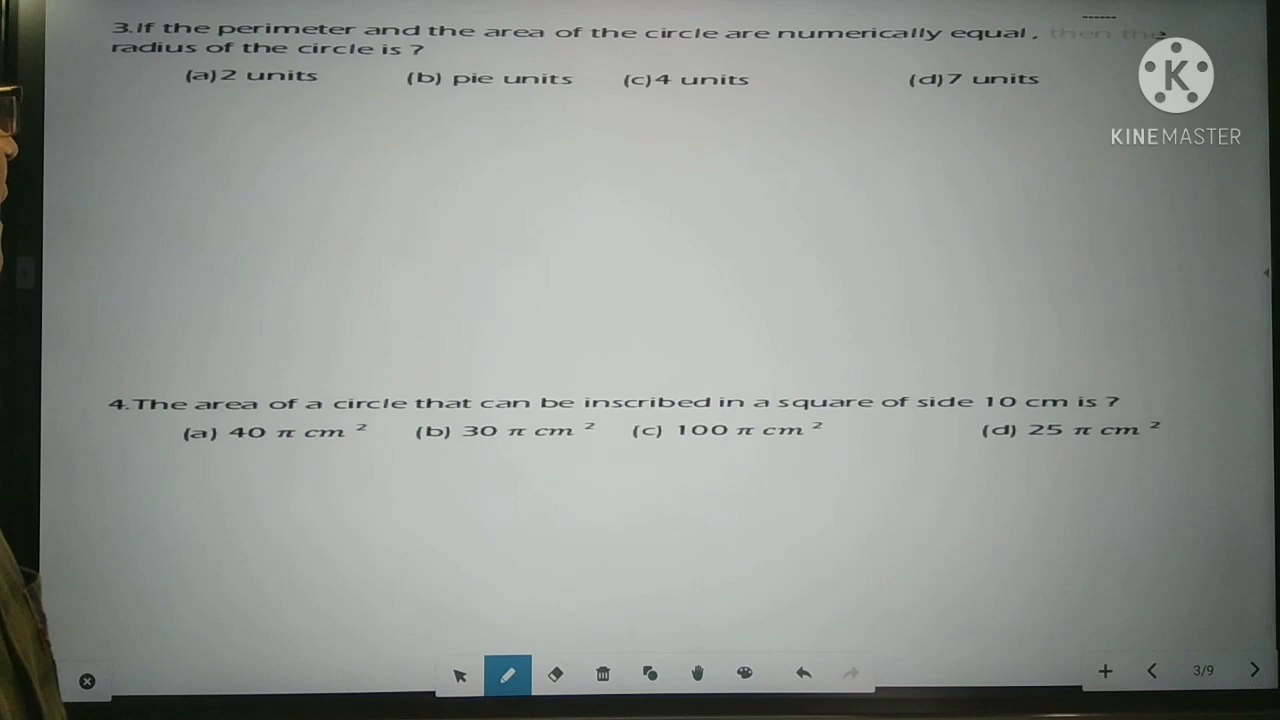 3.If the perimeter and the area of the circle are numerically equal , then the
radius of the circle is ?
(a)2 units (b) pie units (c)4 units (d)7 units
KINEMASTER
4.The area of a circle that can be inscribed in a square of side 10 cm is ?
(a) 40 π cm ² (b) 30 π cm ² (c) 100 π cm ² (d) 25 π cm ²
3/9